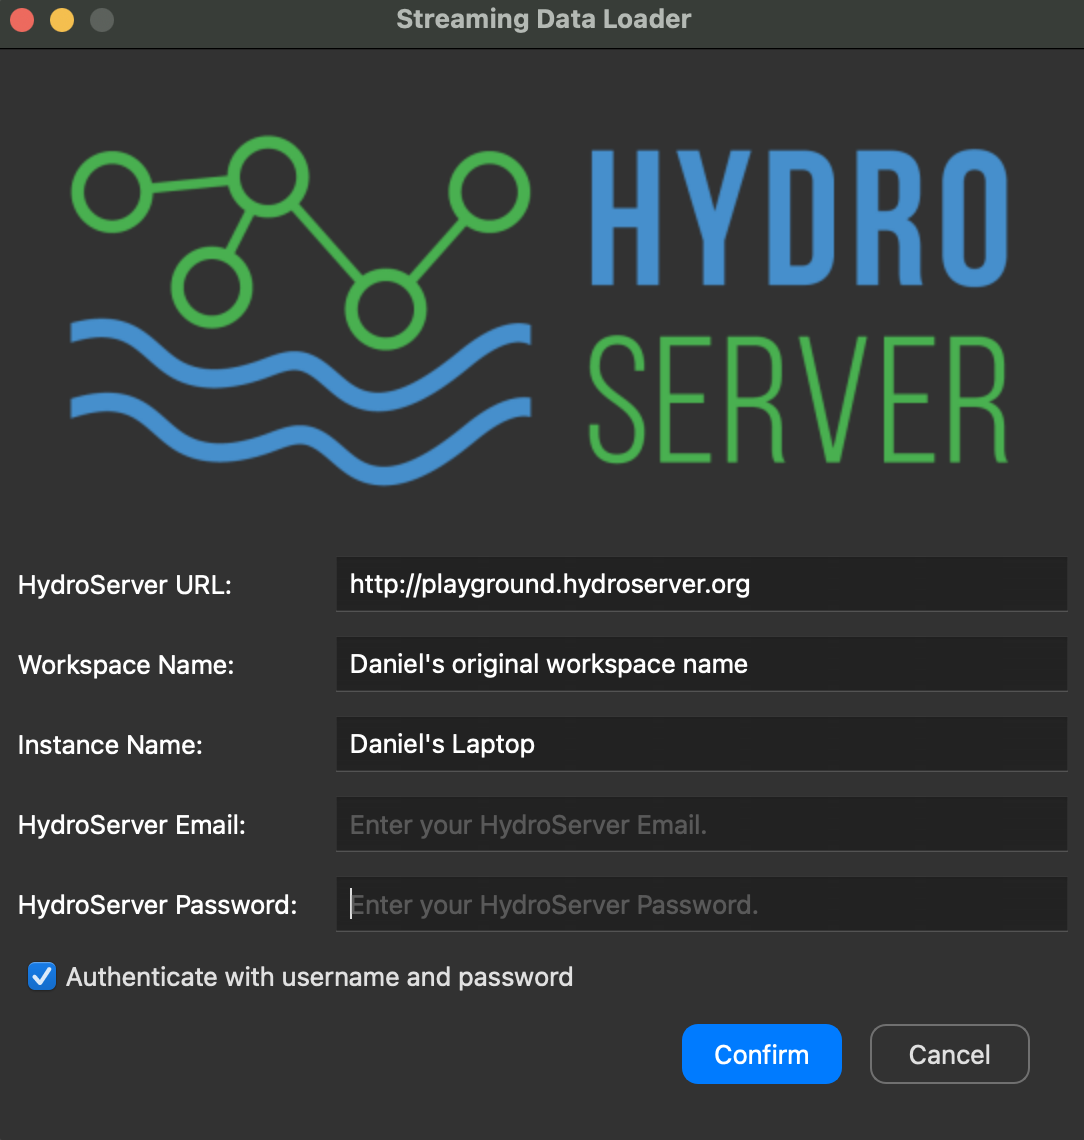 Streaming Data Loader
HYDRO
SERVER
HydroServer URL: http://playground.hydroserver.org
Workspace Name: Daniel's original workspace name
Instance Name: Daniel's Laptop
HydroServer Email: Enter your HydroServer Email.
HydroServer Password: Enter your HydroServer Password.
Authenticate with username and password
Confirm Cancel